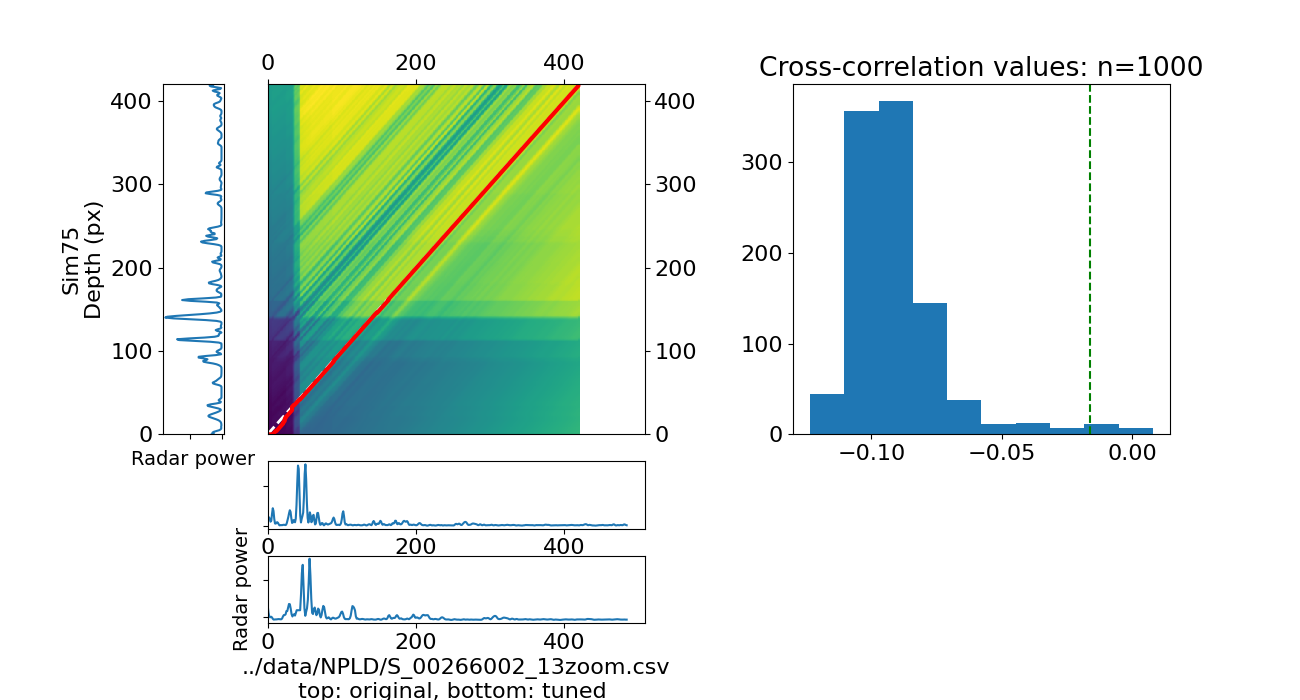 0 200 400
Cross-correlation values: n=1000
400 400
300 300 300
Sim75
Depth (px)
200 200 200
100 100 100
0 0 0
−0.10 −0.05 0.00
Radar power
0 200 400
Radar power
0 200 400
../data/NPLD/S_00266002_13zoom.csv
top: original, bottom: tuned